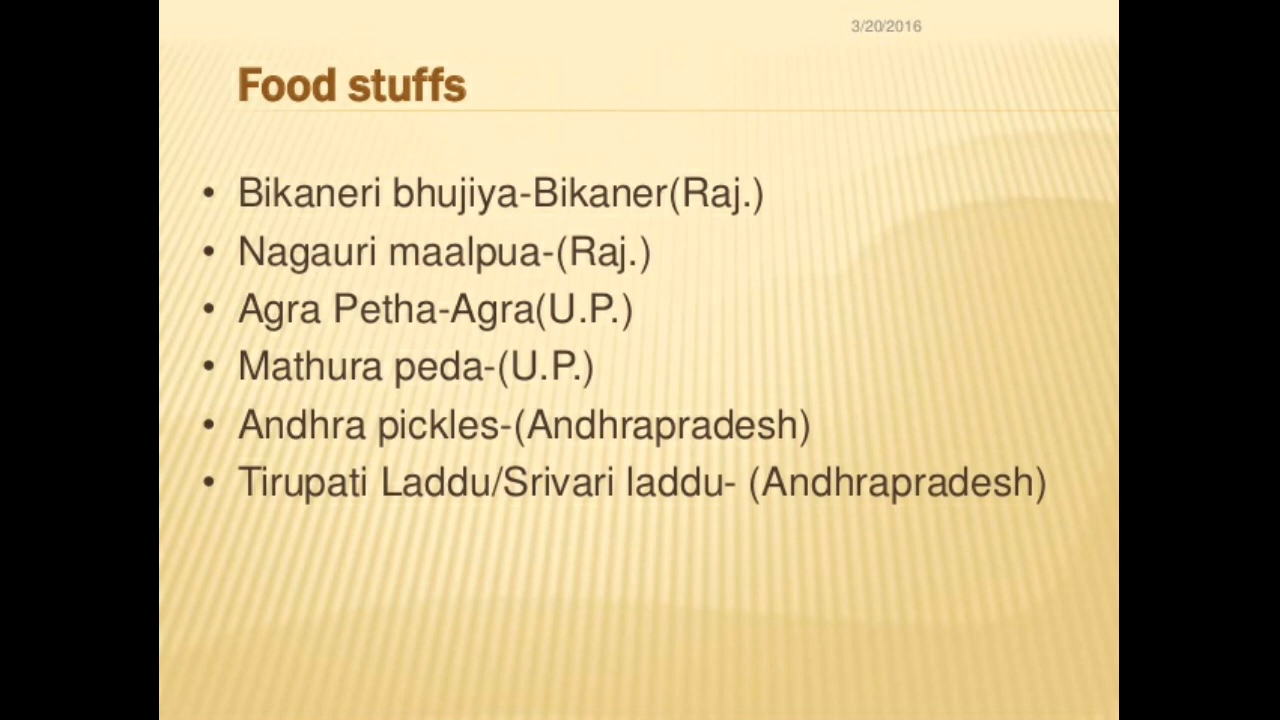 3/20/2016
Food stuffs
• Bikaneri bhujiya-Bikaner(Raj.)
• Nagauri maalpua-(Raj.)
• Agra Petha-Agra(U.P.)
• Mathura peda-(U.P.)
• Andhra pickles-(Andhrapradesh)
• Tirupati Laddu/Srivari laddu- (Andhrapradesh)